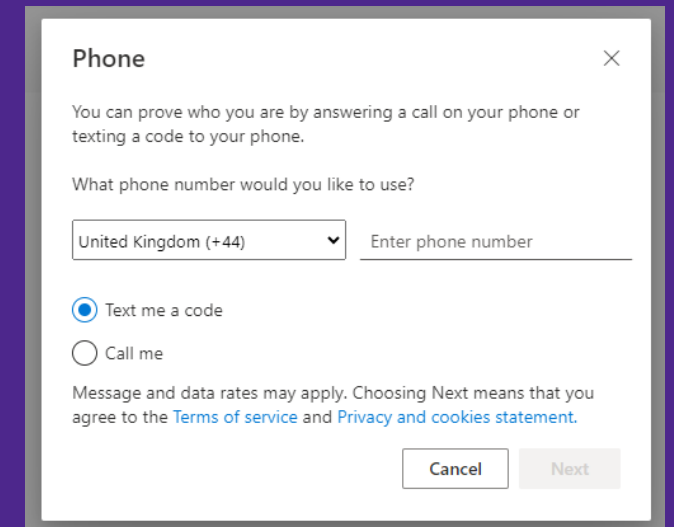 Phone
You can prove who you are by answering a call on your phone or
texting a code to your phone.
What phone number would you like to use?
United Kingdom (+44)
Enter phone number
Text me a code
Call me
Message and data rates may apply. Choosing Next means that you
agree to the Terms of service and Privacy and cookies statement.
Cancel
Next